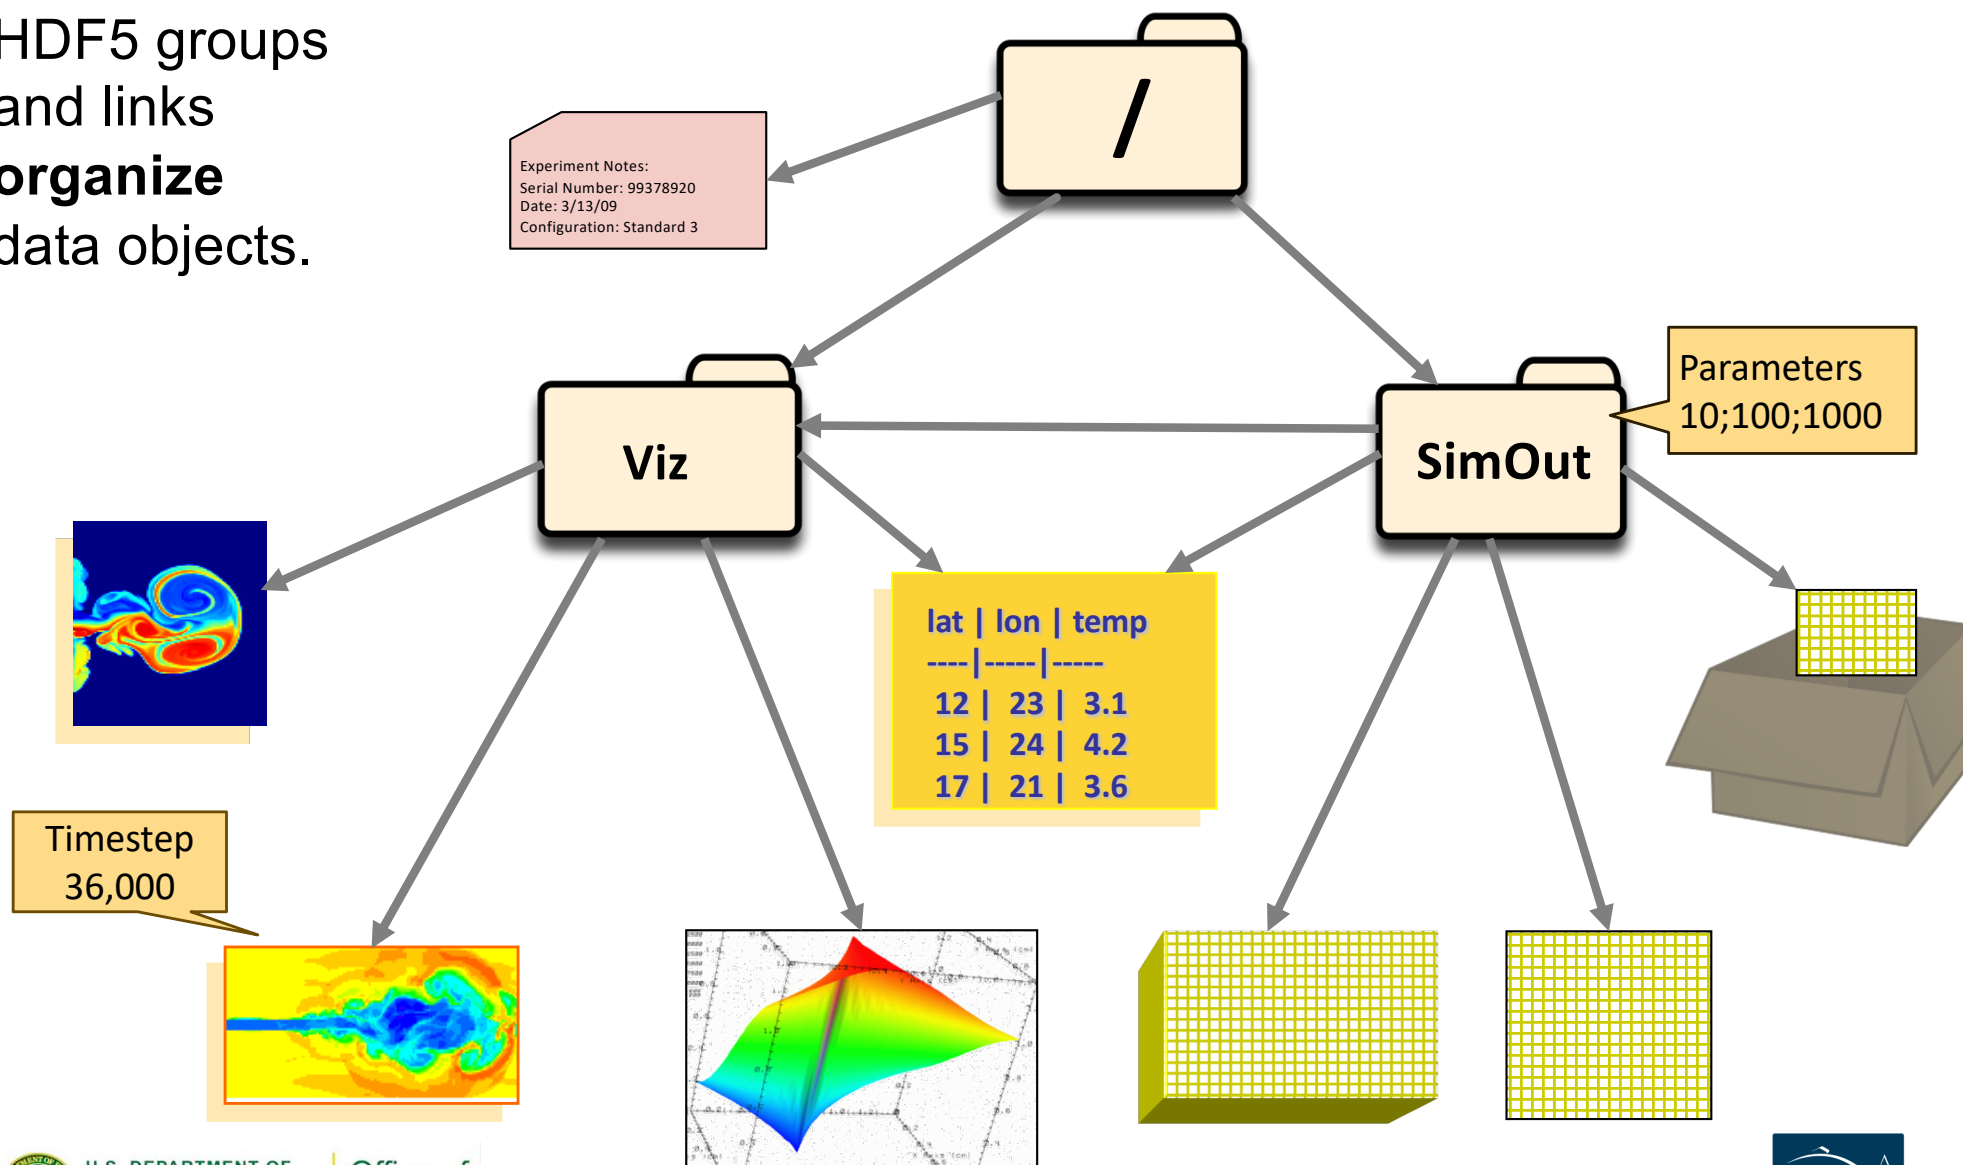 HDF5 groups
and links
organize
data objects.
/
Experiment Notes:
Serial Number: 99378920
Date: 3/13/09
Configuration: Standard 3
Viz
SimOut
Parameters
10;100;1000
lat | lon | temp
----|-----|-----
12 | 23 | 3.1
15 | 24 | 4.2
17 | 21 | 3.6
Timestep
36,000